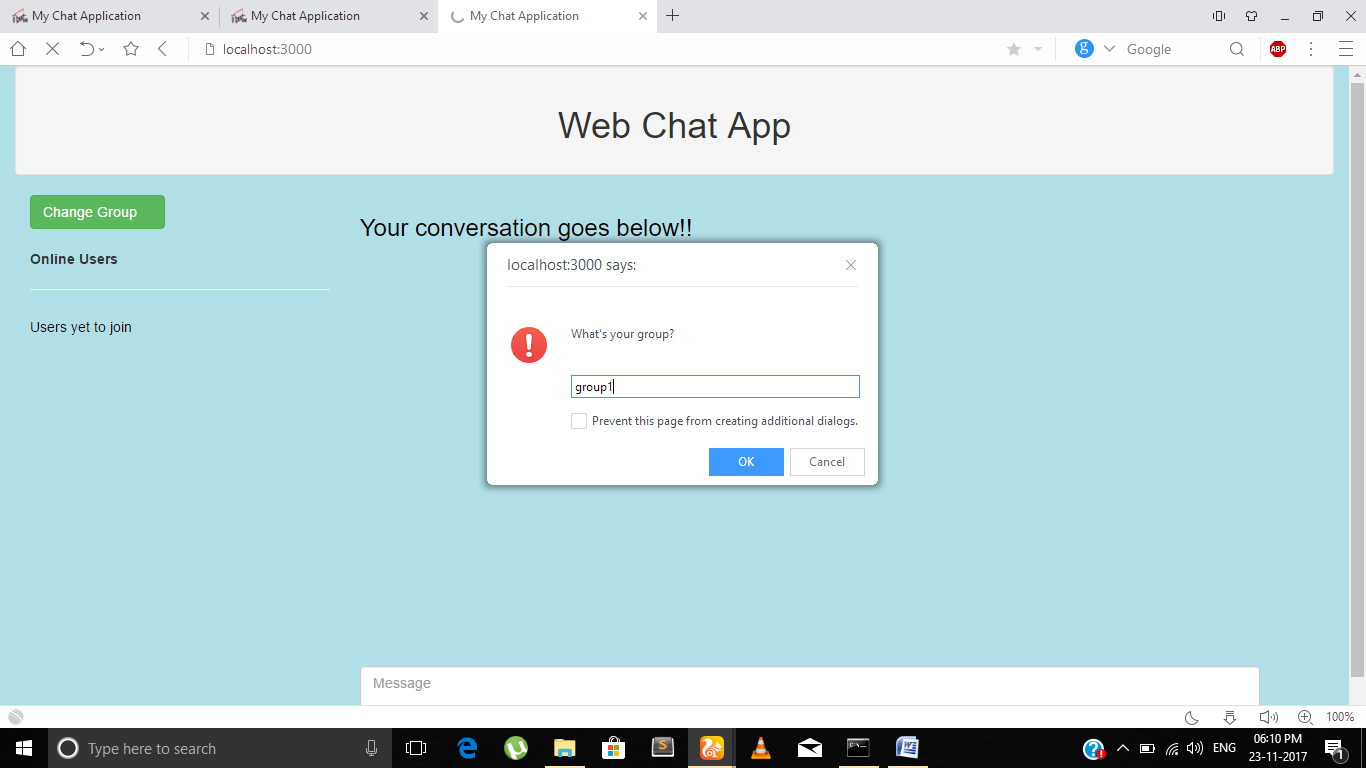 My Chat Application
My Chat Application
My Chat Application
localhost:3000
Google
ABP
Web Chat App
Change Group
Online Users
Users yet to join
Your conversation goes below!!
localhost:3000 says:
What's your group?
group1
Prevent this page from creating additional dialogs.
OK
Cancel
Message
100%
Type here to search
ENG
06:10 PM
23-11-2017
1